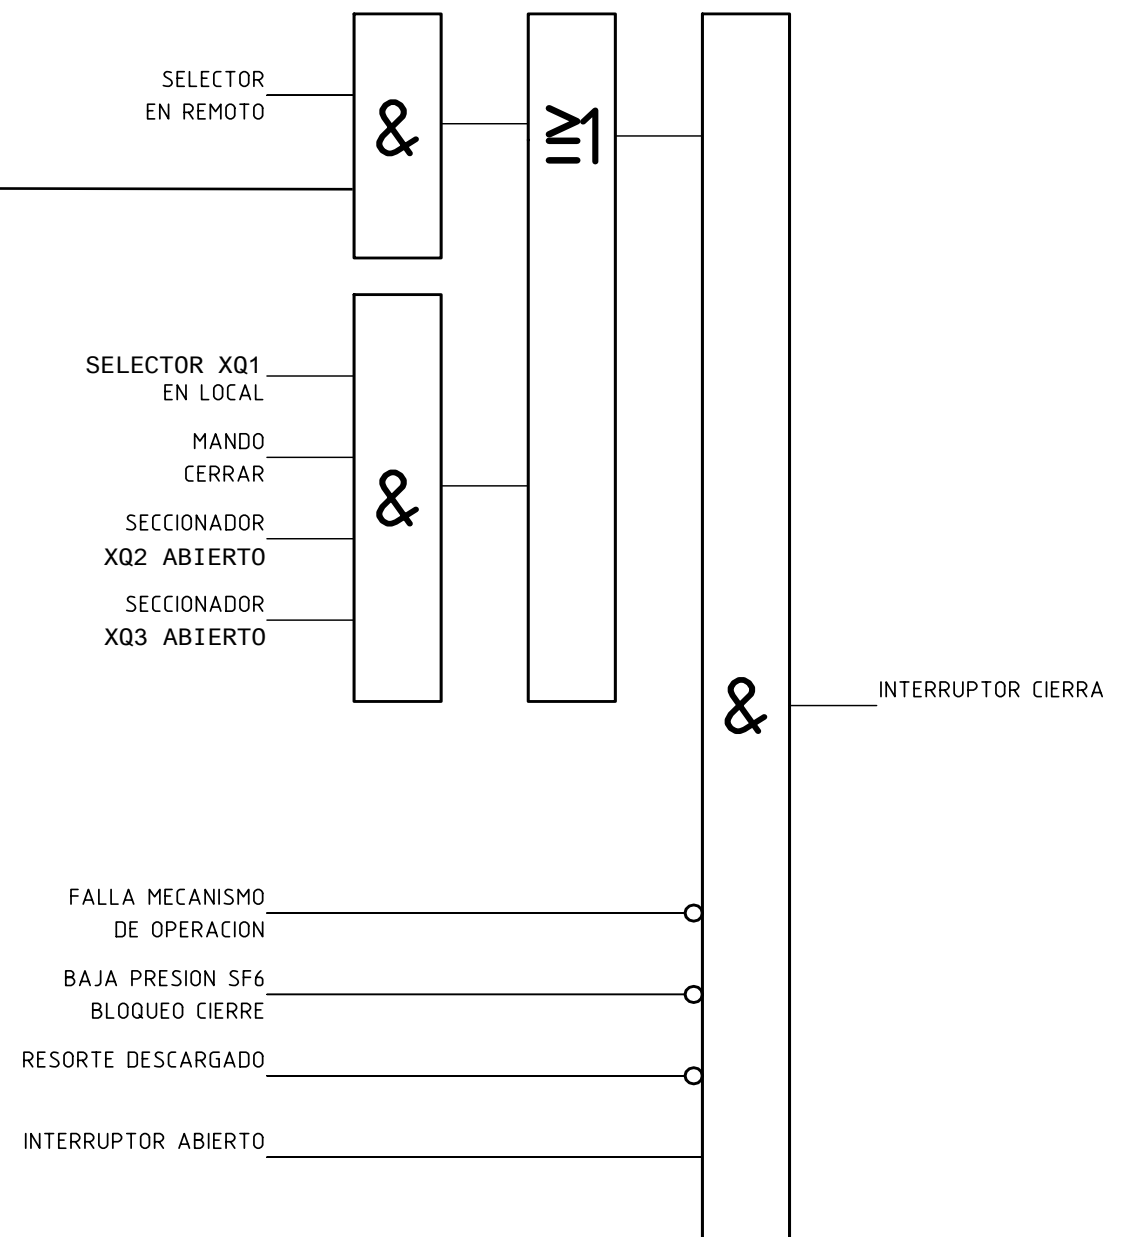 SELECTOR
EN REMOTO
&
≧1
SELECTOR XQ1
EN LOCAL
MANDO
CERRAR
SECCIONADOR
XQ2 ABIERTO
SECCIONADOR
XQ3 ABIERTO
&
&
INTERRUPTOR CIERRA
FALLA MECANISMO
DE OPERACION
BAJA PRESION SF6
BLOQUEO CIERRE
RESORTE DESCARGADO
INTERRUPTOR ABIERTO